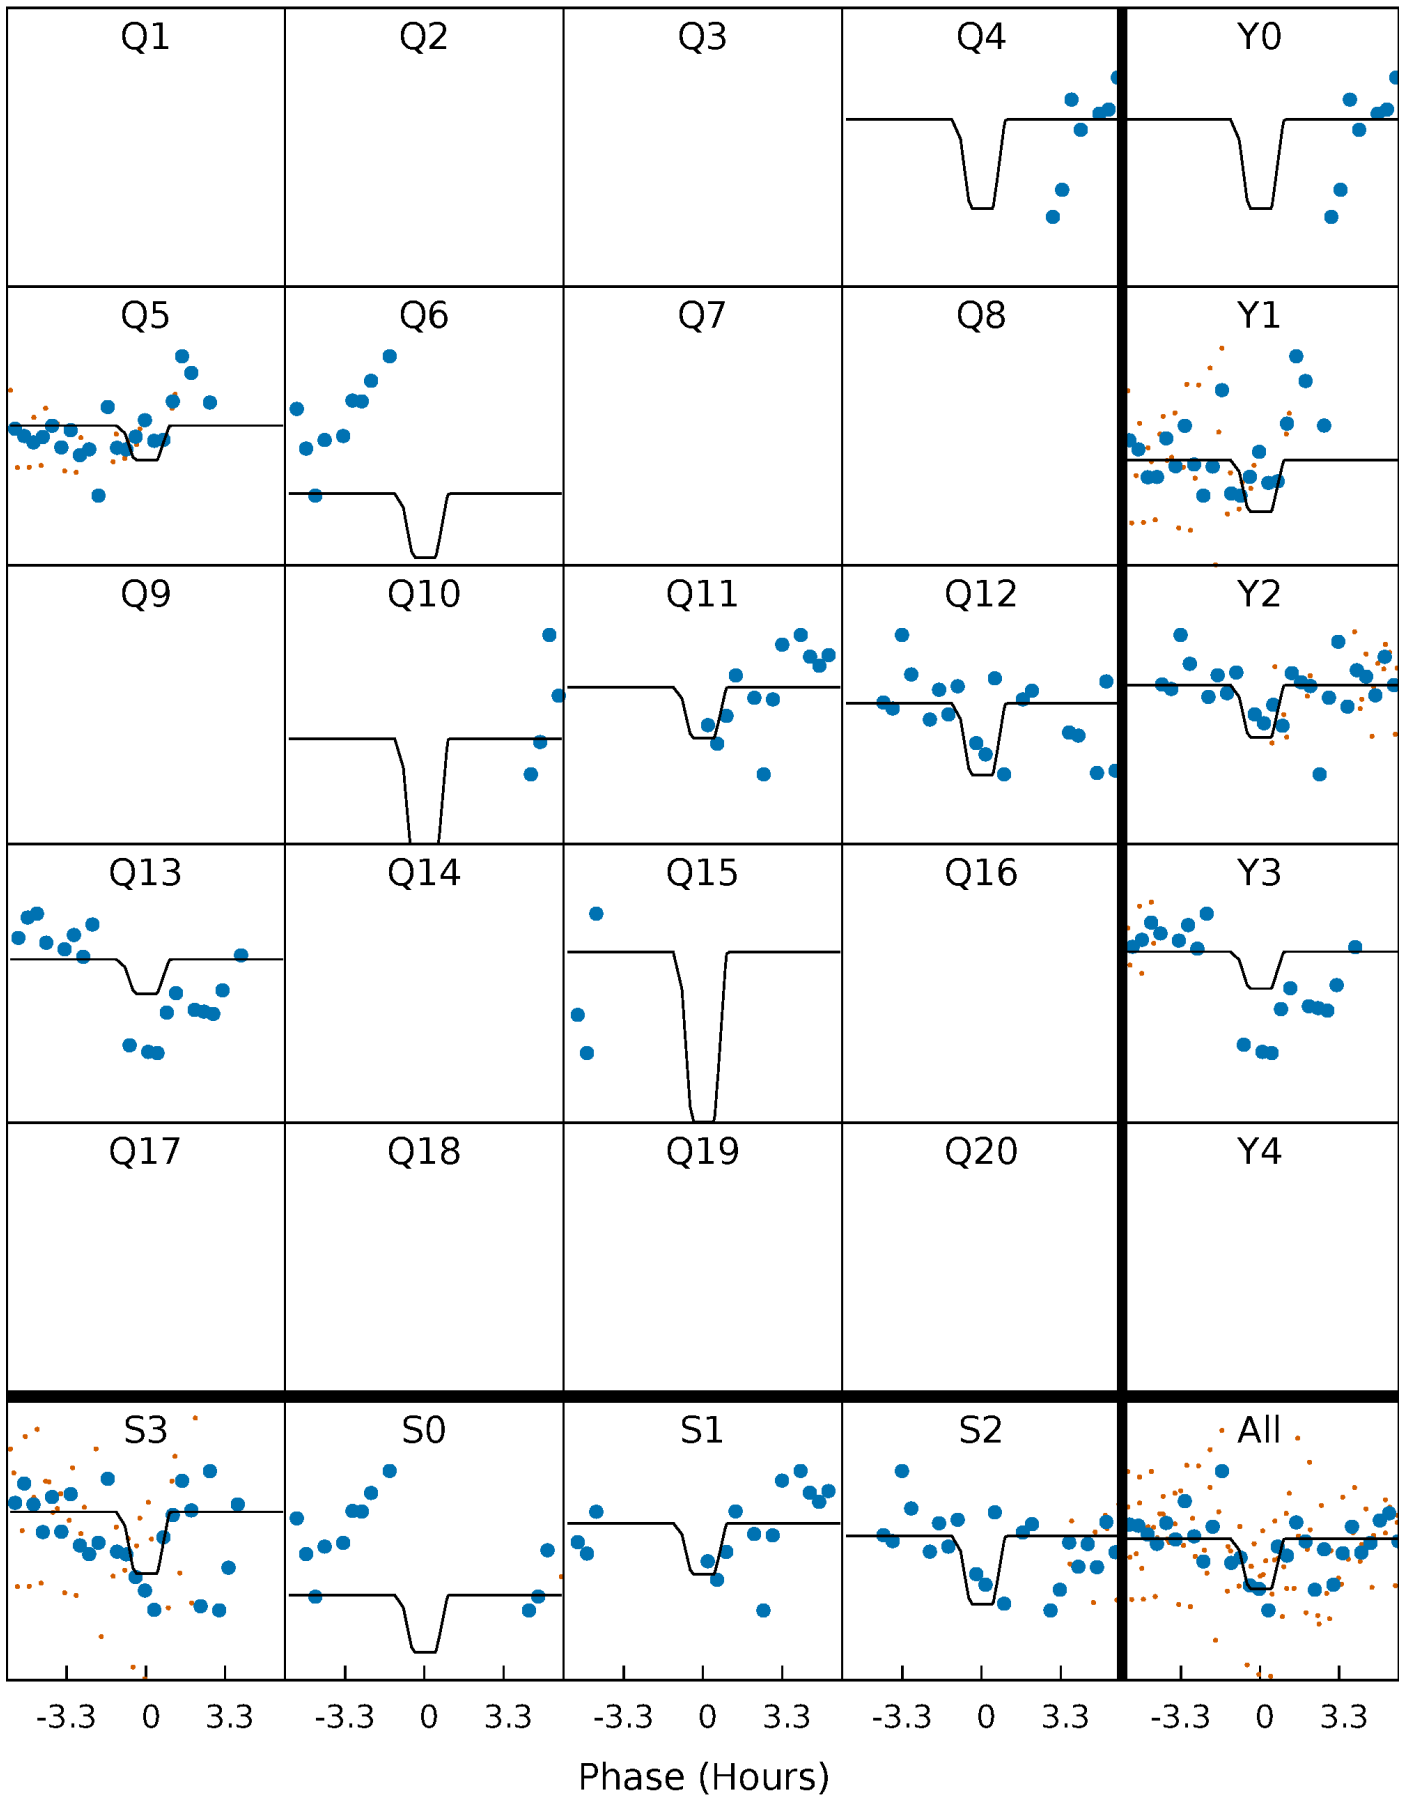 Q1 Q2 Q3 Q4 Y0
Q5 Q6 Q7 Q8 Y1
Q9 Q10 Q11 Q12 Y2
Q13 Q14 Q15 Q16 Y3
Q17 Q18 Q19 Q20 Y4
S3 S0 S1 S2 All
-3.3 0 3.3 -3.3 0 3.3 -3.3 0 3.3 -3.3 0 3.3 -3.3 0 3.3
Phase (Hours)